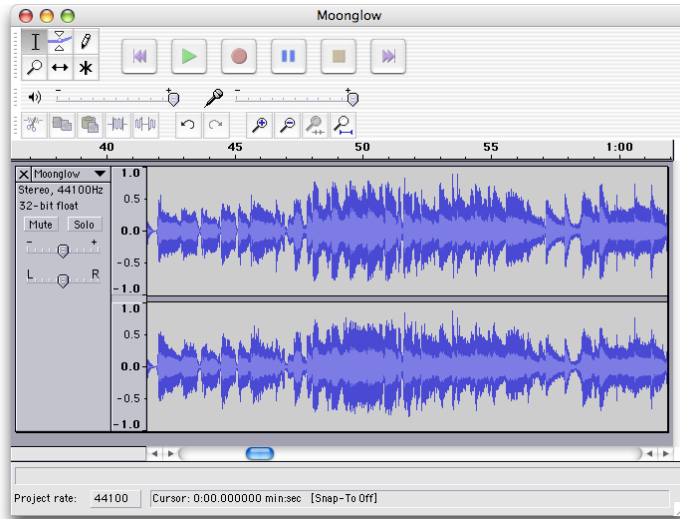 Moonglow
40 45 50 55 1:00
X Moonglow
Stereo, 44100Hz
32-bit float
Mute Solo
- +
L R
1.0
0.5
0.0
-0.5
-1.0
1.0
0.5
0.0
-0.5
-1.0
Project rate: 44100 Cursor: 0:00.000000 min:sec [Snap-To Off]